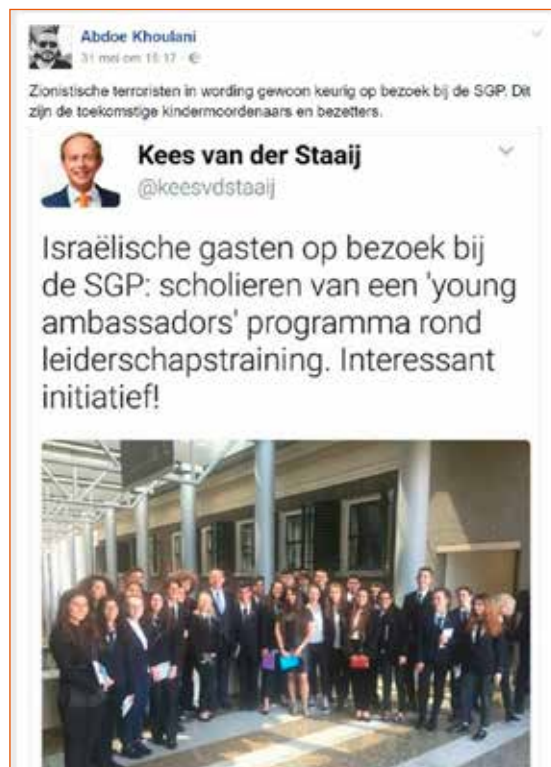 Abdoe Khoulani
31 mei om 15:17
Zionistische terroristen in wording gewoon keurig op bezoek bij de SGP. Dit
zijn de toekomstige kindermoordenaars en bezetters.
Kees van der Staaij
@keesvdstaaij
Israëlische gasten op bezoek bij
de SGP: scholieren van een 'young
ambassadors' programma rond
leiderschapstraining. Interessant
initiatief!